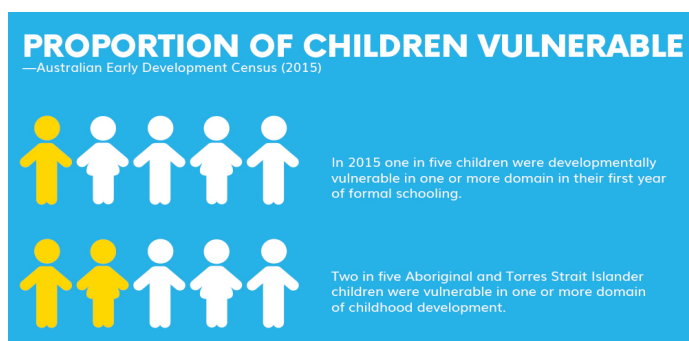 PROPORTION OF CHILDREN VULNERABLE
—Australian Early Development Census (2015)
In 2015 one in five children were developmentally
vulnerable in one or more domain in their first year
of formal schooling.
Two in five Aboriginal and Torres Strait Islander
children were vulnerable in one or more domain
of childhood development.